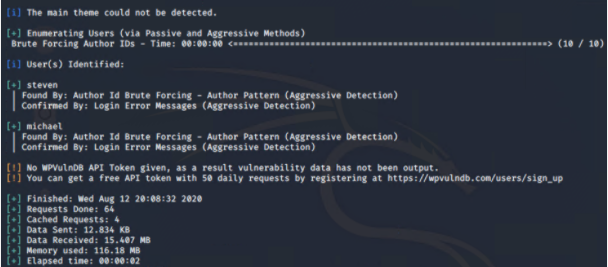 [i] The main theme could not be detected.
[+] Enumerating Users (via Passive and Aggressive Methods)
Brute Forcing Author IDs - Time: 00:00:00 <==============================================================> (10 / 10)
[i] User(s) Identified:
[+] steven
| Found By: Author Id Brute Forcing - Author Pattern (Aggressive Detection)
| Confirmed By: Login Error Messages (Aggressive Detection)
[+] michael
| Found By: Author Id Brute Forcing - Author Pattern (Aggressive Detection)
| Confirmed By: Login Error Messages (Aggressive Detection)
[!] No WPVulnDB API Token given, as a result vulnerability data has not been output.
[!] You can get a free API token with 50 daily requests by registering at https://wpvulndb.com/users/sign_up
[+] Finished: Wed Aug 12 20:08:32 2020
[+] Requests Done: 64
[+] Cached Requests: 4
[+] Data Sent: 12.834 KB
[+] Data Received: 15.407 MB
[+] Memory used: 116.18 MB
[+] Elapsed time: 00:00:02